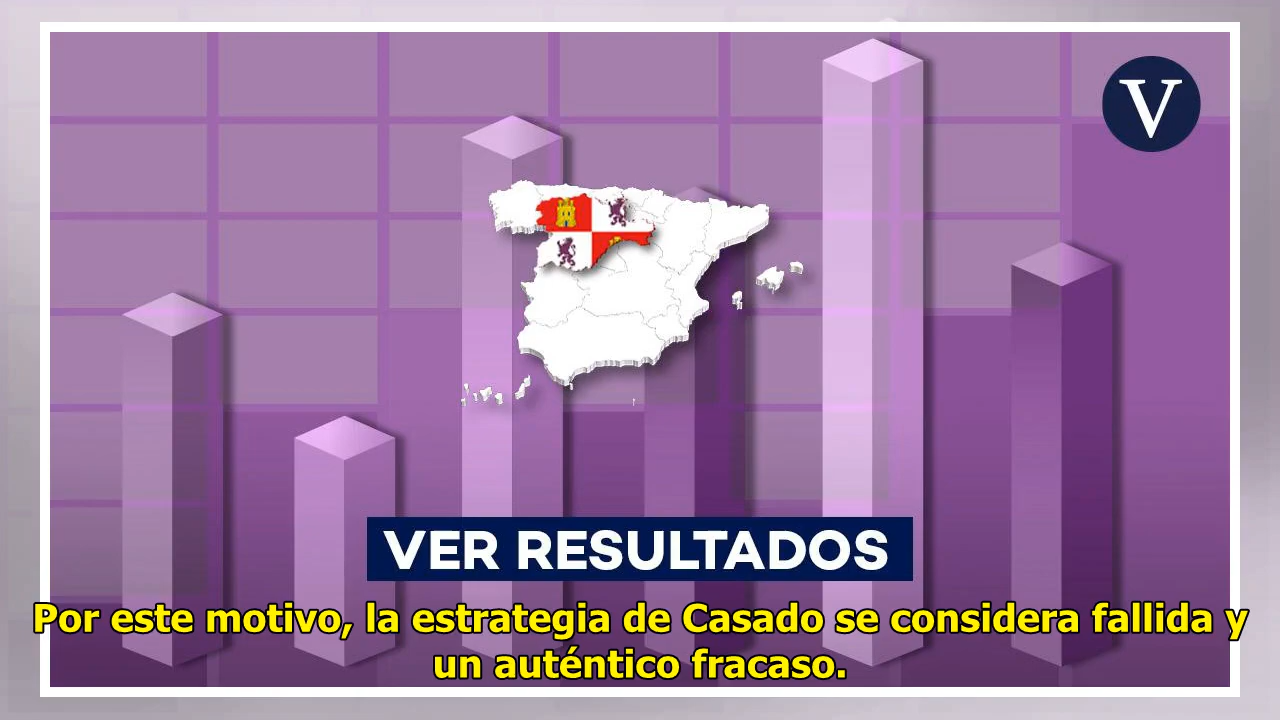 V
VER RESULTADOS
Por este motivo, la estrategia de Casado se considera fallida y
un auténtico fracaso.